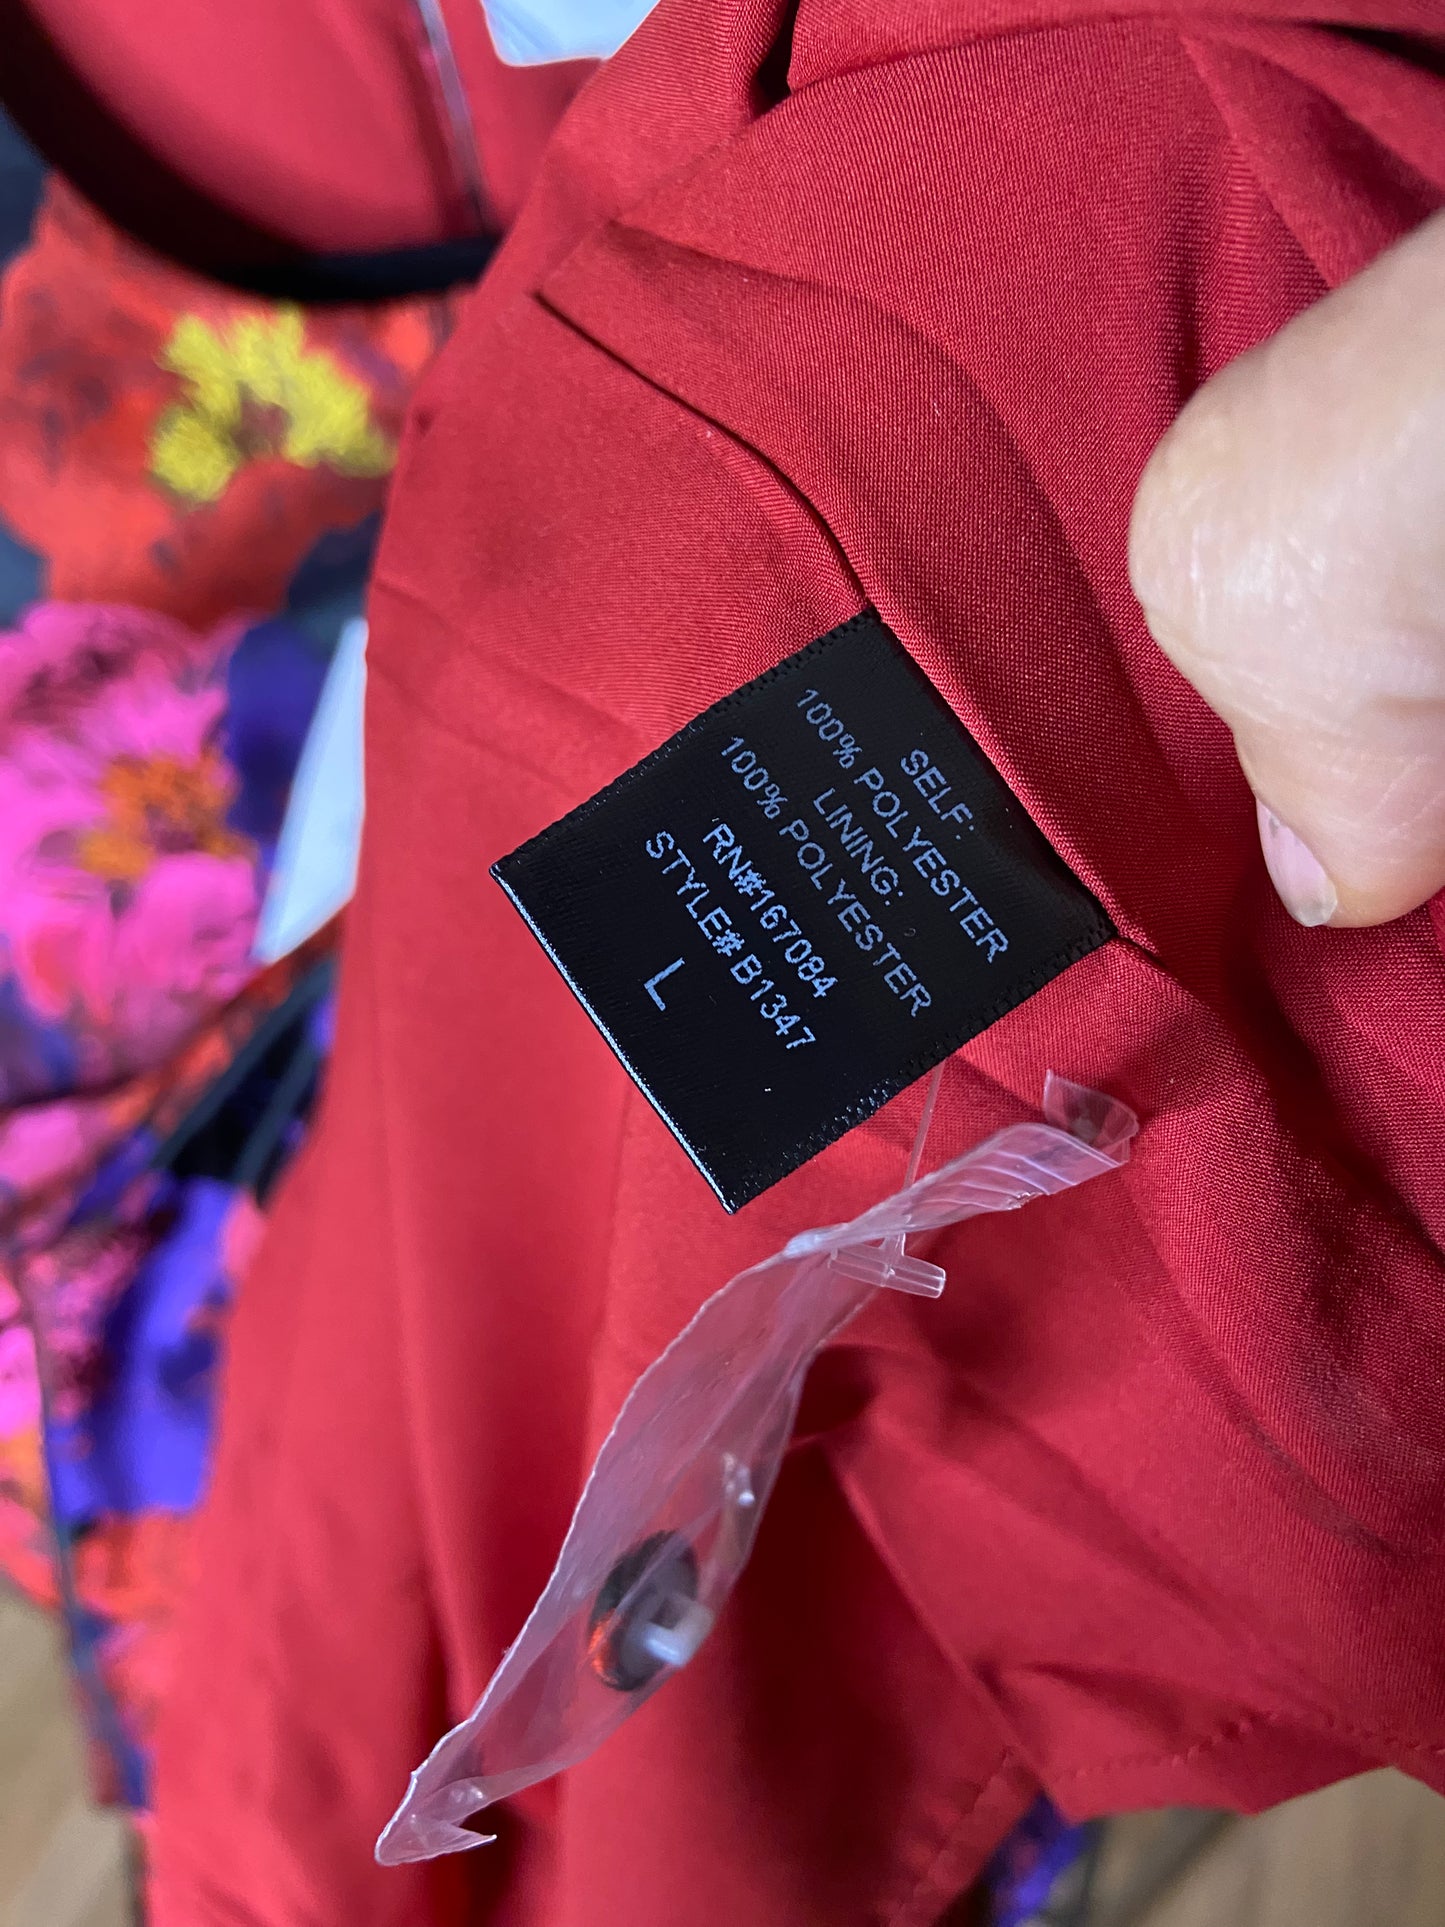 SELF:
100% POLYESTER
LINING:
100% POLYESTER
RN#167084
STYLE# B1347
L